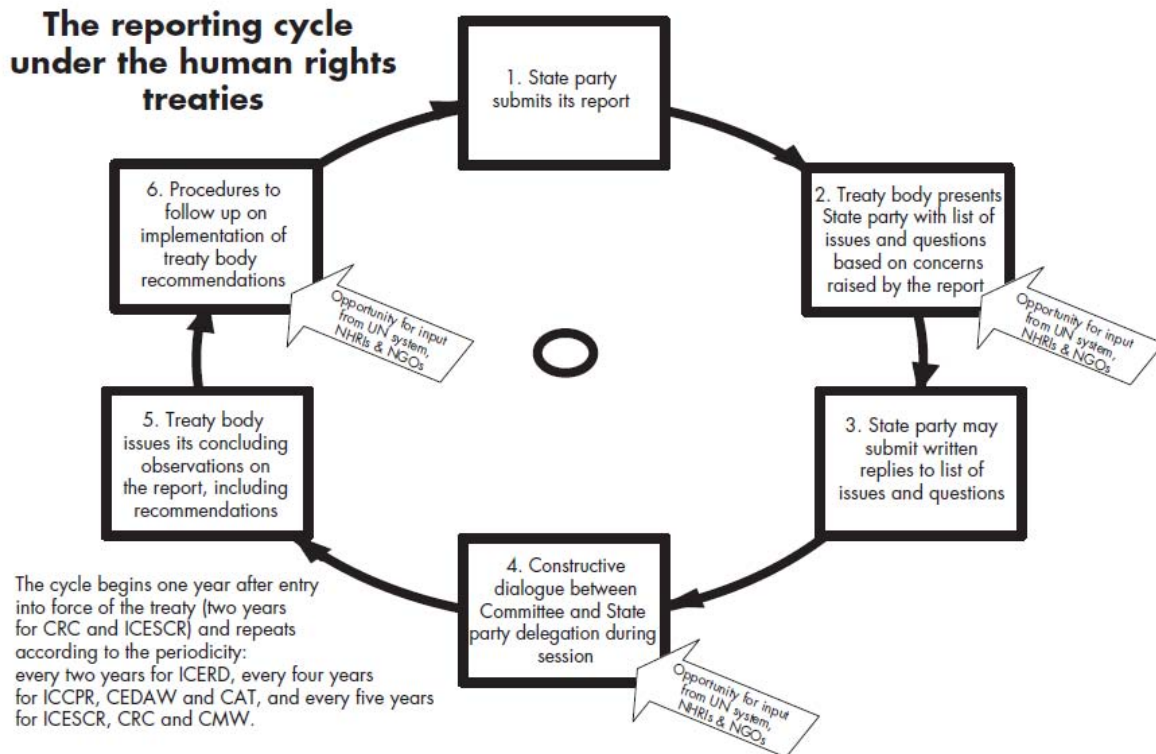 The reporting cycle
under the human rights
treaties
1. State party
submits its report
2. Treaty body presents
State party with list of
issues and questions
based on concerns
raised by the report
Opportunity for input
from UN system,
NHRIs & NGOs
3. State party may
submit written
replies to list of
issues and questions
4. Constructive
dialogue between
Committee and State
party delegation during
session
Opportunity for input
from UN system,
NHRIs & NGOs
5. Treaty body
issues its concluding
observations on
the report, including
recommendations
6. Procedures to
follow up on
implementation of
treaty body
recommendations
Opportunity for input
from UN system,
NHRIs & NGOs
The cycle begins one year after entry
into force of the treaty (two years
for CRC and ICESCR) and repeats
according to the periodicity:
every two years for ICERD, every four years
for ICCPR, CEDAW and CAT, and every five years
for ICESCR, CRC and CMW.